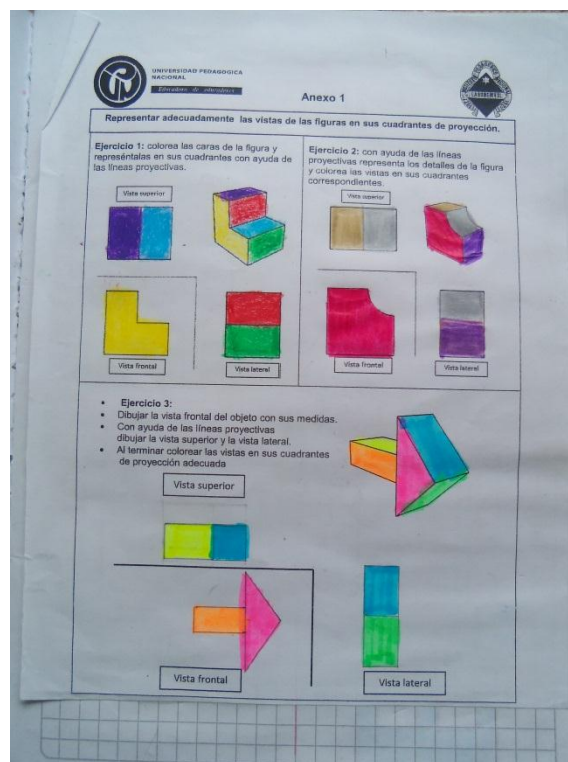 UNIVERSIDAD PEDAGOGICA
NACIONAL
Educadora de educadores
Anexo 1
Representar adecuadamente las vistas de las figuras en sus cuadrantes de proyección.
Ejercicio 1: colorea las caras de la figura y
represéntalas en sus cuadrantes con ayuda de
las líneas proyectivas.
Vista superior
Vista frontal
Vista lateral
Ejercicio 2: con ayuda de las líneas
proyectivas representa los detalles de la figura
y colorea las vistas en sus cuadrantes
correspondientes.
Vista superior
Vista frontal
Vista lateral
• Ejercicio 3:
• Dibujar la vista frontal del objeto con sus medidas.
• Con ayuda de las líneas proyectivas
dibujar la vista superior y la vista lateral.
• Al terminar colorear las vistas en sus cuadrantes
de proyección adecuada
Vista superior
Vista frontal
Vista lateral